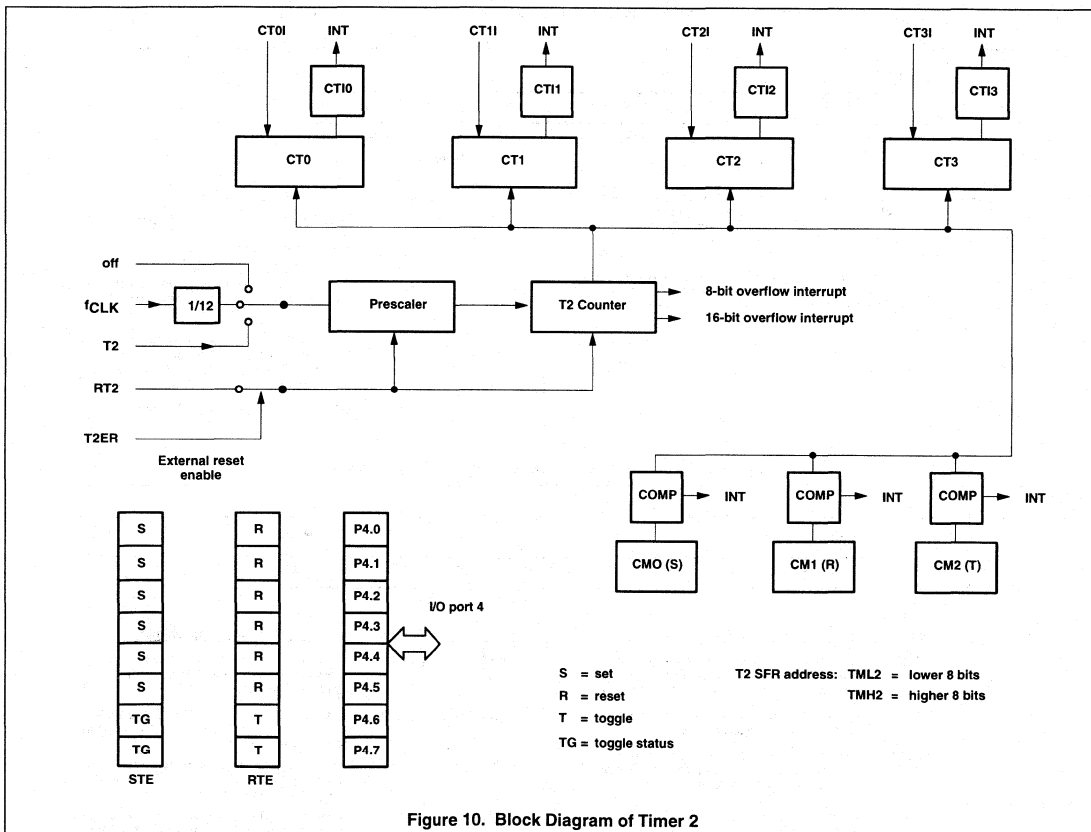 CT0I INT CT1I INT CT2I INT CT3I INT
CTI0 CTI1 CTI2 CTI3
CT0 CT1 CT2 CT3
off
fCLK 1/12 Prescaler T2 Counter 8-bit overflow interrupt
16-bit overflow interrupt
T2
RT2
T2ER
External reset
enable
COMP INT COMP INT COMP INT
CMO (S) CM1 (R) CM2 (T)
S R P4.0
S R P4.1
S R P4.2
S R P4.3
I/O port 4
S R P4.4
S R P4.5
TG T P4.6
TG T P4.7
STE RTE
S = set
R = reset
T = toggle
TG = toggle status
T2 SFR address: TML2 = lower 8 bits
TMH2 = higher 8 bits
Figure 10. Block Diagram of Timer 2